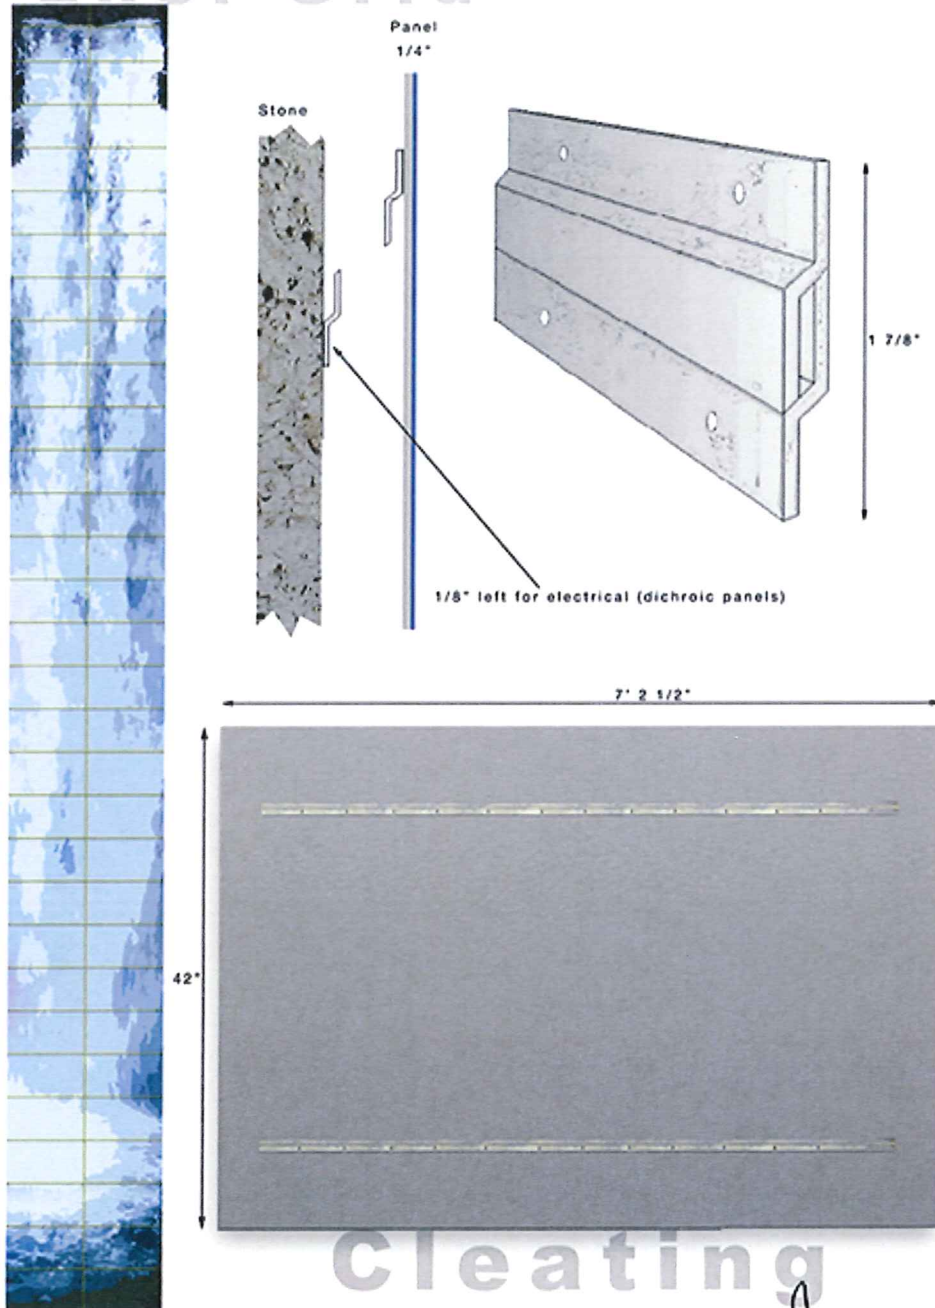 Panel
1/4"
Stone
1 7/8"
1/8" left for electrical (dichroic panels)
7' 2 1/2"
42"
Cleating